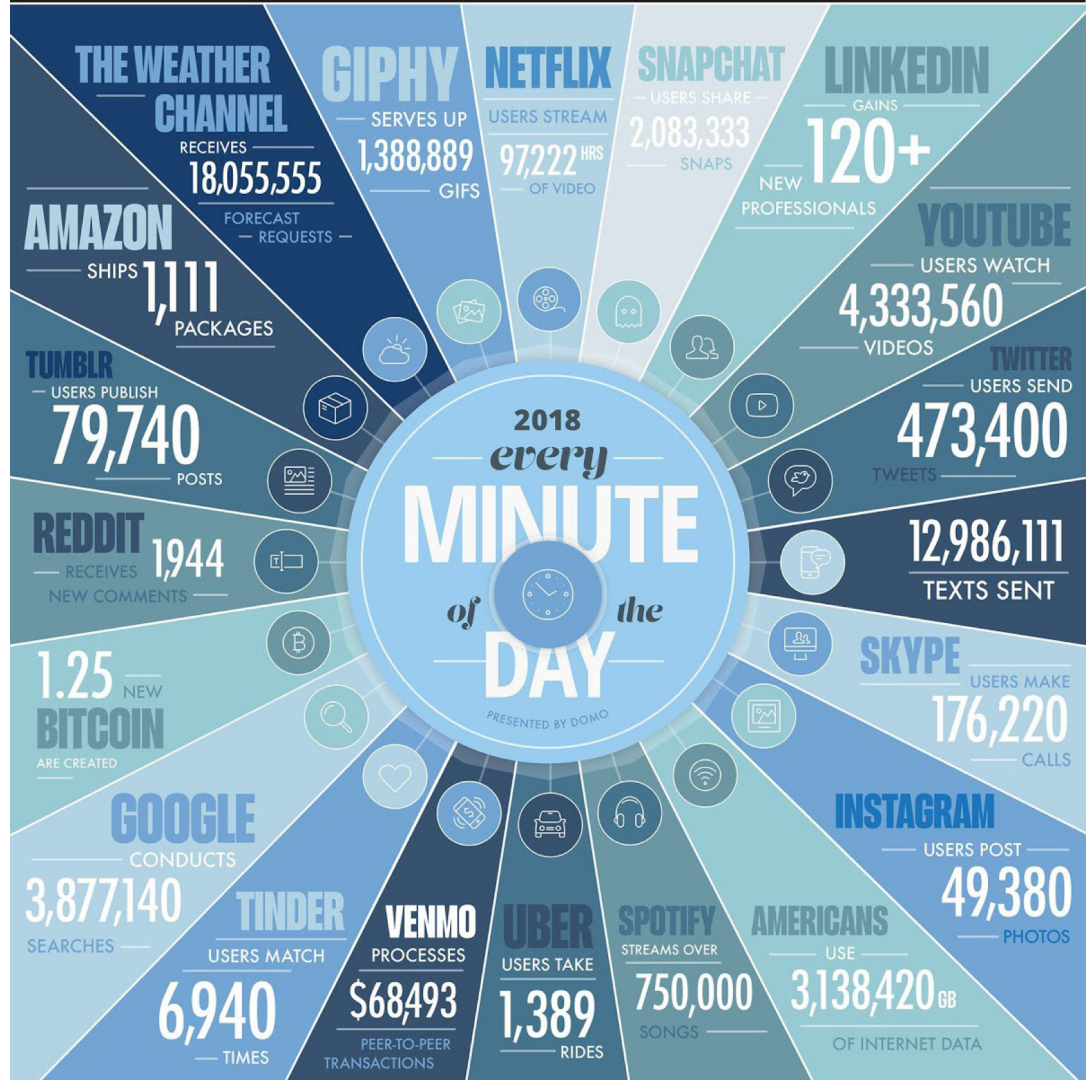 THE WEATHER
CHANNEL
RECEIVES
18,055,555
FORECAST
REQUESTS
GIPHY
SERVES UP
1,388,889
GIFS
NETFLIX
USERS STREAM
97,222 HRS
OF VIDEO
SNAPCHAT
USERS SHARE
2,083,333
SNAPS
LINKEDIN
GAINS
120+
NEW
PROFESSIONALS
YOUTUBE
USERS WATCH
4,333,560
VIDEOS
TWITTER
USERS SEND
473,400
TWEETS
12,986,111
TEXTS SENT
SKYPE
USERS MAKE
176,220
CALLS
INSTAGRAM
USERS POST
49,380
PHOTOS
AMERICANS
USE
3,138,420 GB
OF INTERNET DATA
SPOTIFY
STREAMS OVER
750,000
SONGS
UBER
USERS TAKE
1,389
RIDES
VENMO
PROCESSES
$68,493
PEER-TO-PEER
TRANSACTIONS
TINDER
USERS MATCH
6,940
TIMES
GOOGLE
CONDUCTS
3,877,140
SEARCHES
1.25 NEW
BITCOIN
ARE CREATED
REDDIT
RECEIVES 1,944
NEW COMMENTS
TUMBLR
USERS PUBLISH
79,740
POSTS
AMAZON
SHIPS 1,111
PACKAGES
2018
every
MINUTE
of the
DAY
PRESENTED BY DOMO